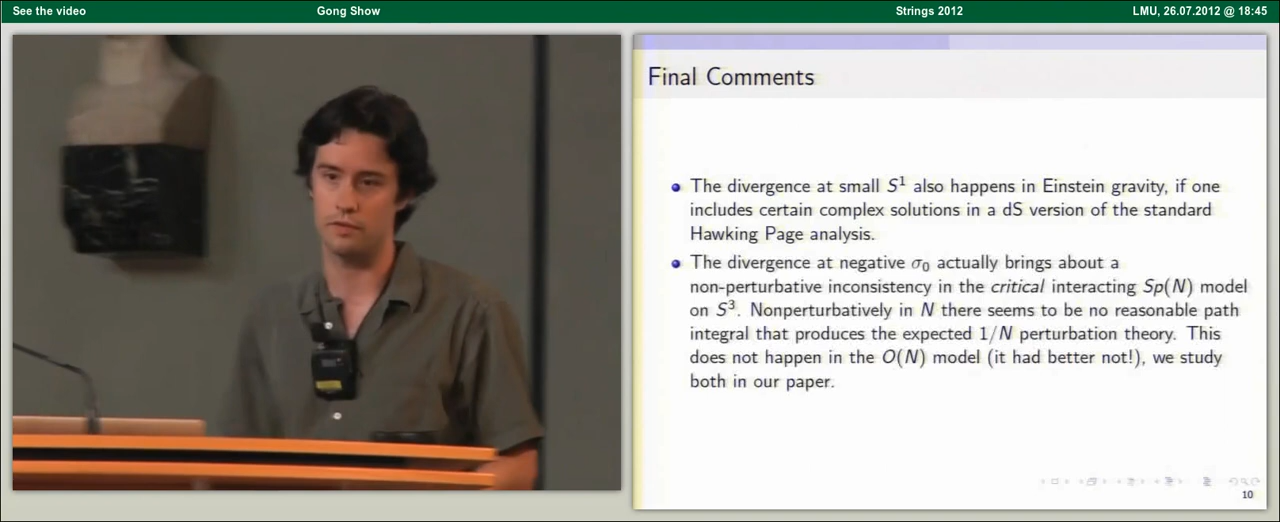 See the video
Gong Show
Strings 2012
LMU, 26.07.2012 @ 18:45
Final Comments
The divergence at small S¹ also happens in Einstein gravity, if one
includes certain complex solutions in a dS version of the standard
Hawking Page analysis.
The divergence at negative σ₀ actually brings about a
non-perturbative inconsistency in the critical interacting Sp(N) model
on S³. Nonperturbatively in N there seems to be no reasonable path
integral that produces the expected 1/N perturbation theory. This
does not happen in the O(N) model (it had better not!), we study
both in our paper.
10